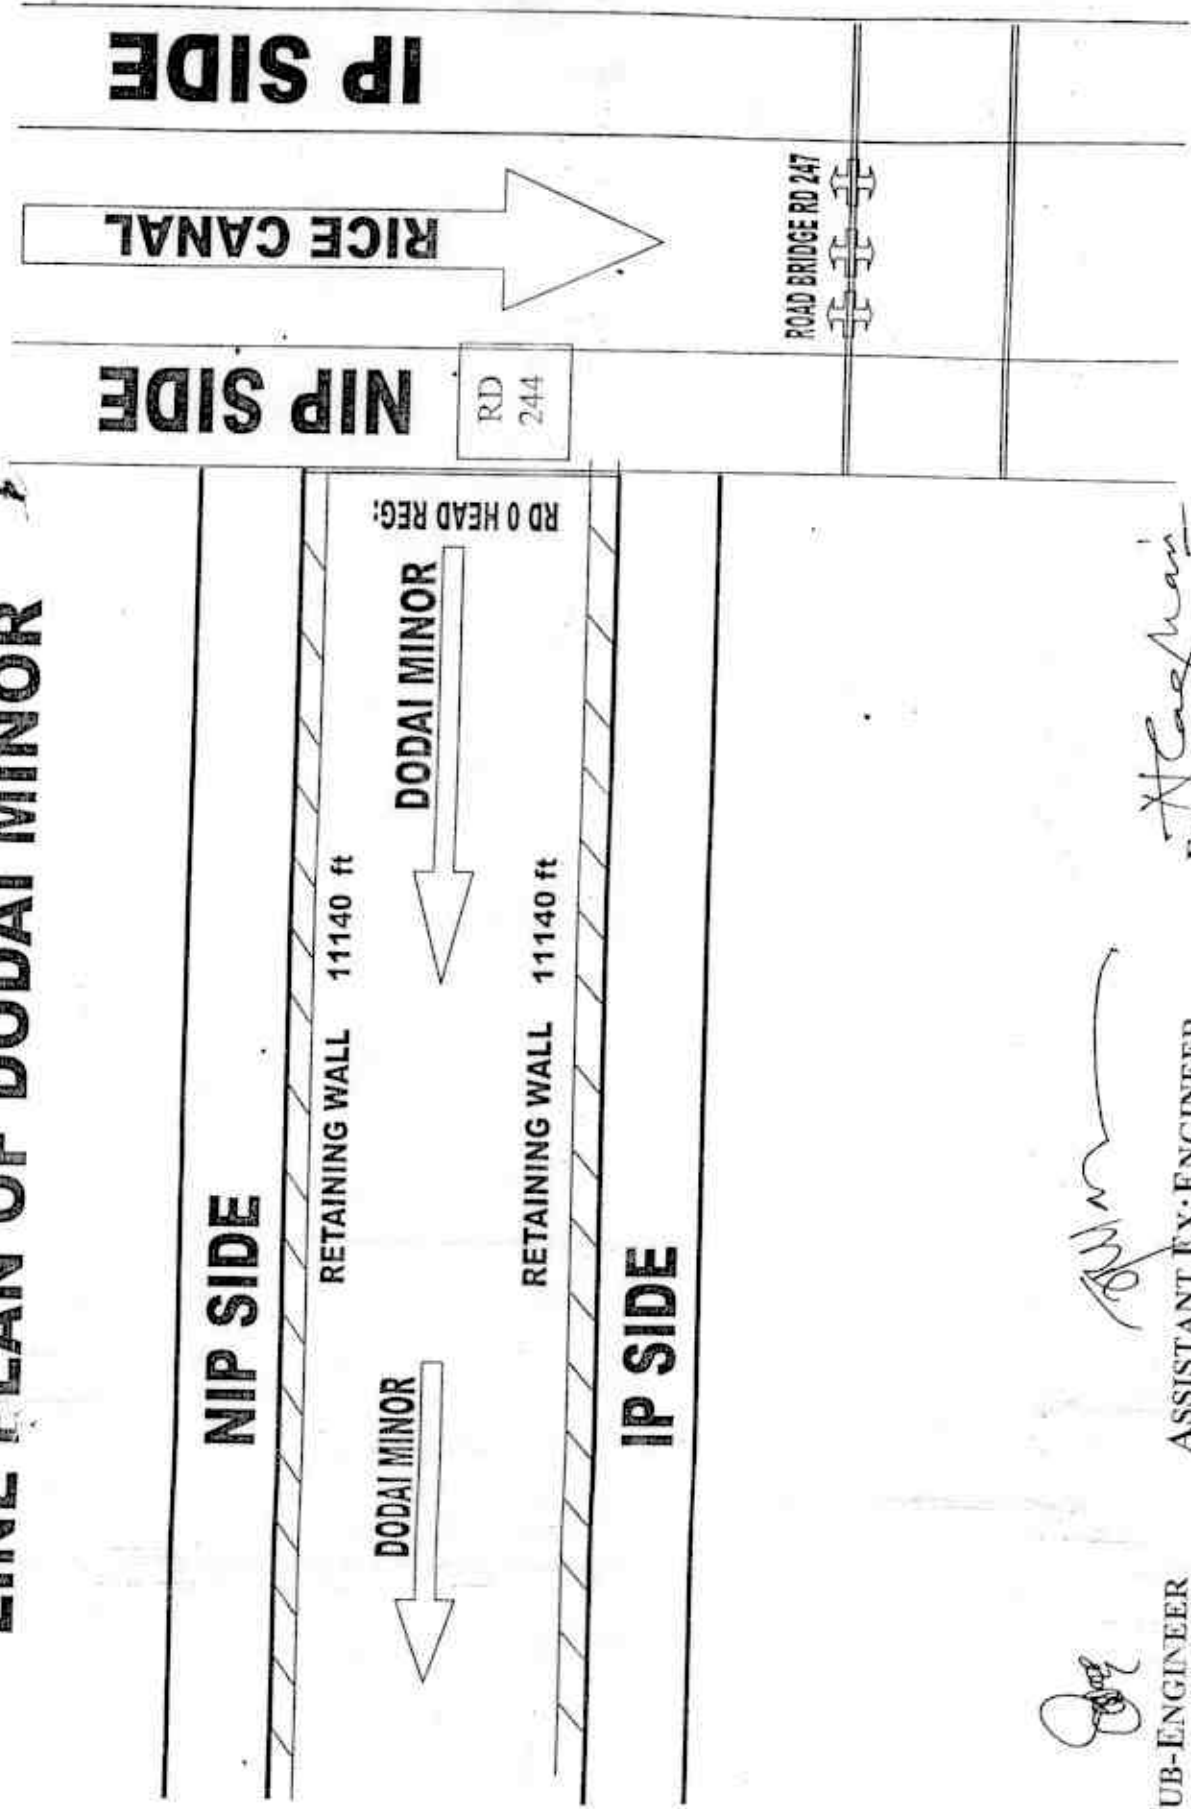 LINE PLAN OF DODAI MINOR
NIP SIDE
RETAINING WALL 11140 ft
DODAI MINOR
DODAI MINOR
RD 0 HEAD REG:
RETAINING WALL 11140 ft
IP SIDE
NIP SIDE
RD
244
RICE CANAL
IP SIDE
ROAD BRIDGE RD 247
UB-ENGINEER
ASSISTANT EX: ENGINEER